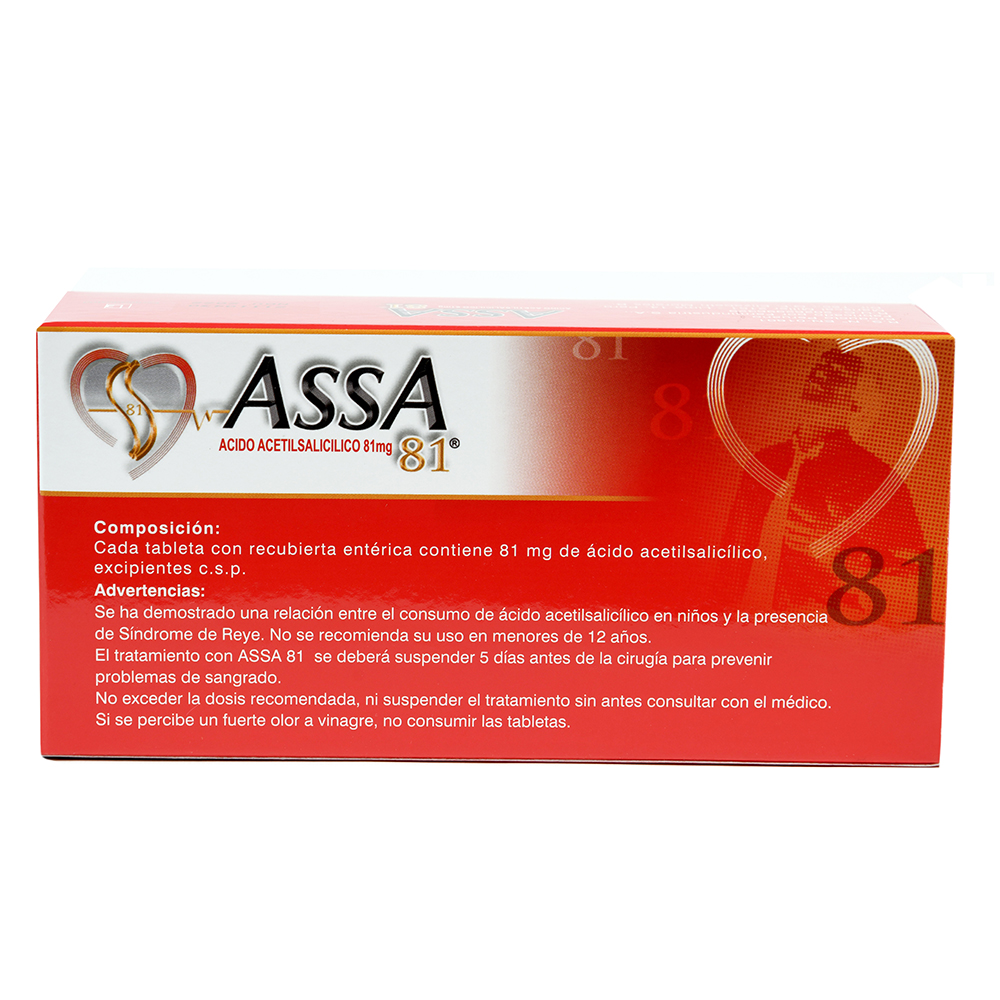 ASSA
81
ASSA
ACIDO ACETILSALICILICO 81mg 81®
81
8
81
Composición:
Cada tableta con recubierta entérica contiene 81 mg de ácido acetilsalicílico,
excipientes c.s.p.
Advertencias:
Se ha demostrado una relación entre el consumo de ácido acetilsalicílico en niños y la presencia
de Síndrome de Reye. No se recomienda su uso en menores de 12 años.
El tratamiento con ASSA 81 se deberá suspender 5 días antes de la cirugía para prevenir
problemas de sangrado.
No exceder la dosis recomendada, ni suspender el tratamiento sin antes consultar con el médico.
Si se percibe un fuerte olor a vinagre, no consumir las tabletas.